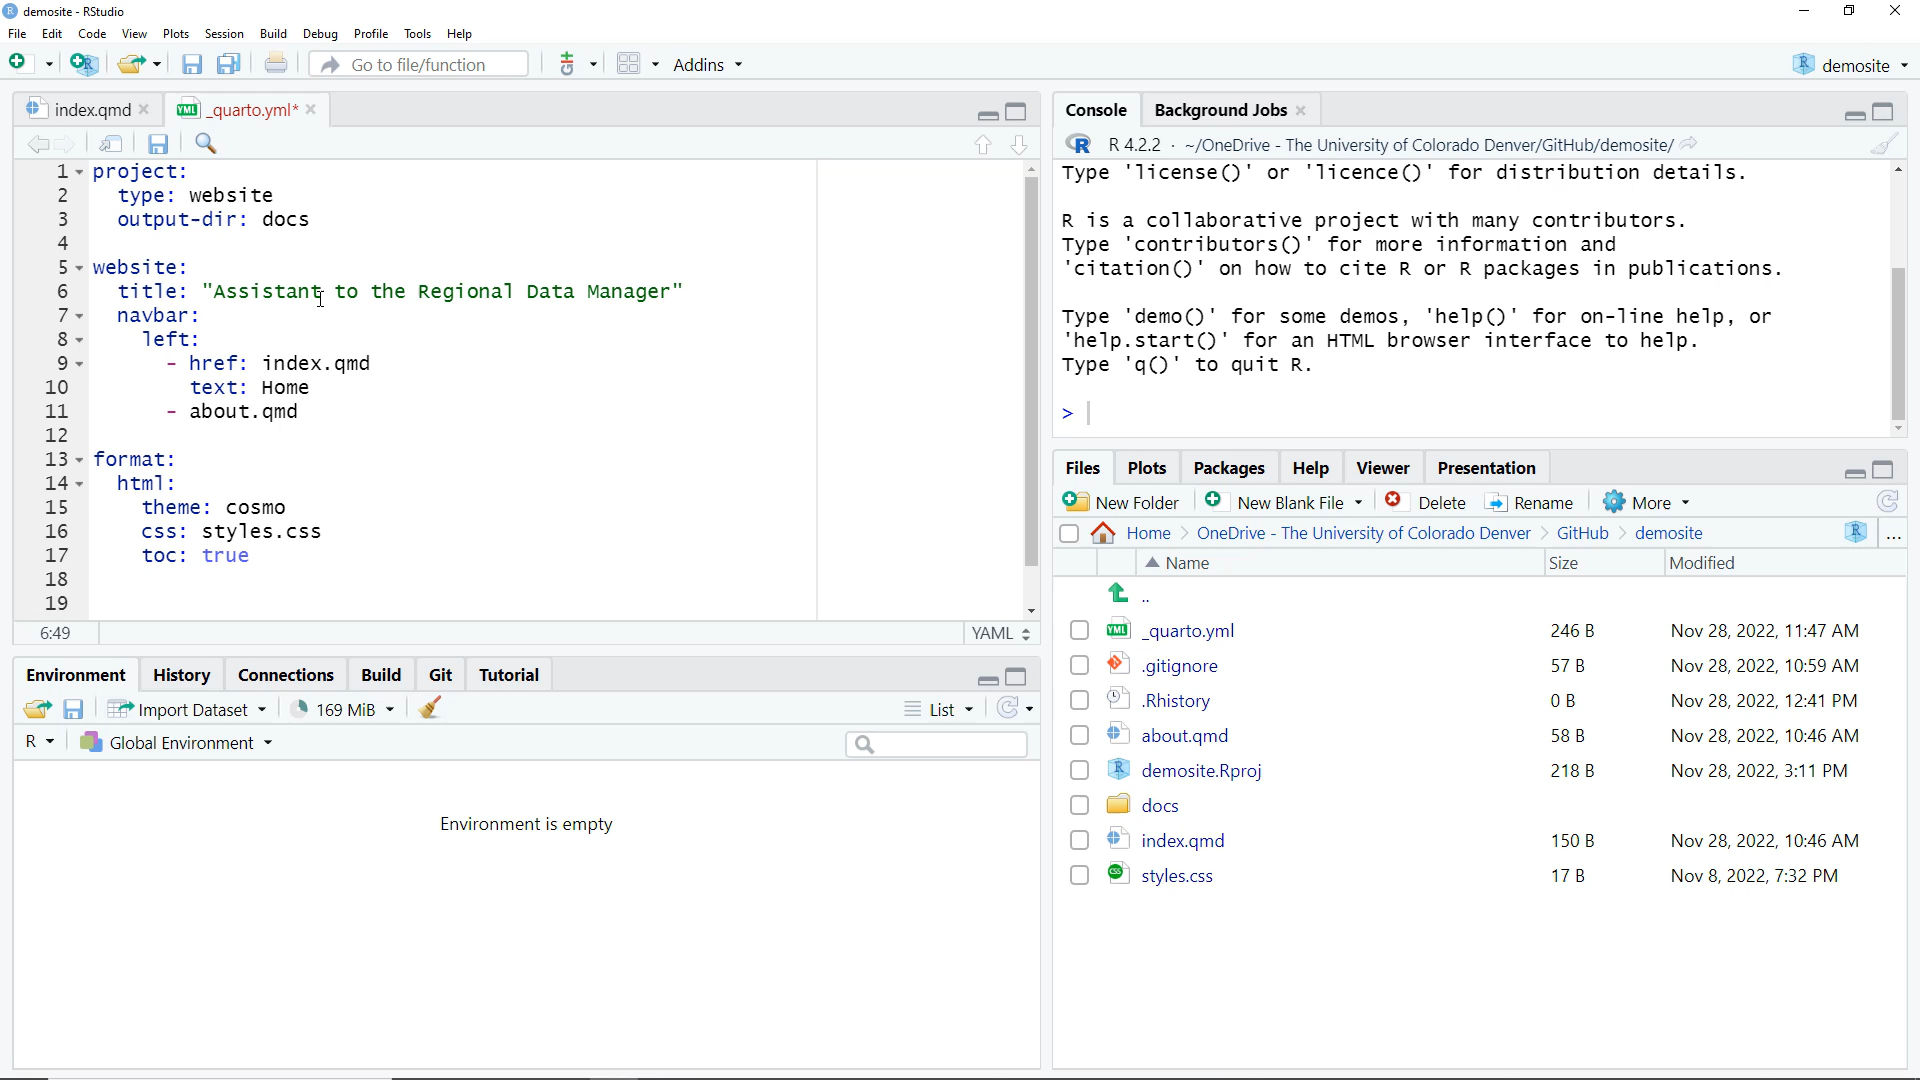 demosite - RStudio
File Edit Code View Plots Session Build Debug Profile Tools Help
Go to file/function Addins demosite
index.qmd _quarto.yml*
1 project:
2 type: website
3 output-dir: docs
4
5 website:
6 title: "Assistant to the Regional Data Manager"
7 navbar:
8 left:
9 - href: index.qmd
10 text: Home
11 - about.qmd
12
13 format:
14 html:
15 theme: cosmo
16 css: styles.css
17 toc: true
18
19
6:49 YAML
Environment History Connections Build Git Tutorial
Import Dataset 169 MiB List
R Global Environment
Environment is empty
Console Background Jobs
R 4.2.2 · ~/OneDrive - The University of Colorado Denver/GitHub/demosite/
Type 'license()' or 'licence()' for distribution details.
R is a collaborative project with many contributors.
Type 'contributors()' for more information and
'citation()' on how to cite R or R packages in publications.
Type 'demo()' for some demos, 'help()' for on-line help, or
'help.start()' for an HTML browser interface to help.
Type 'q()' to quit R.
>
Files Plots Packages Help Viewer Presentation
New Folder New Blank File Delete Rename More
Home OneDrive - The University of Colorado Denver GitHub demosite ...
Name Size Modified
..
_quarto.yml 246 B Nov 28, 2022, 11:47 AM
.gitignore 57 B Nov 28, 2022, 10:59 AM
.Rhistory 0 B Nov 28, 2022, 12:41 PM
about.qmd 58 B Nov 28, 2022, 10:46 AM
demosite.Rproj 218 B Nov 28, 2022, 3:11 PM
docs
index.qmd 150 B Nov 28, 2022, 10:46 AM
styles.css 17 B Nov 8, 2022, 7:32 PM